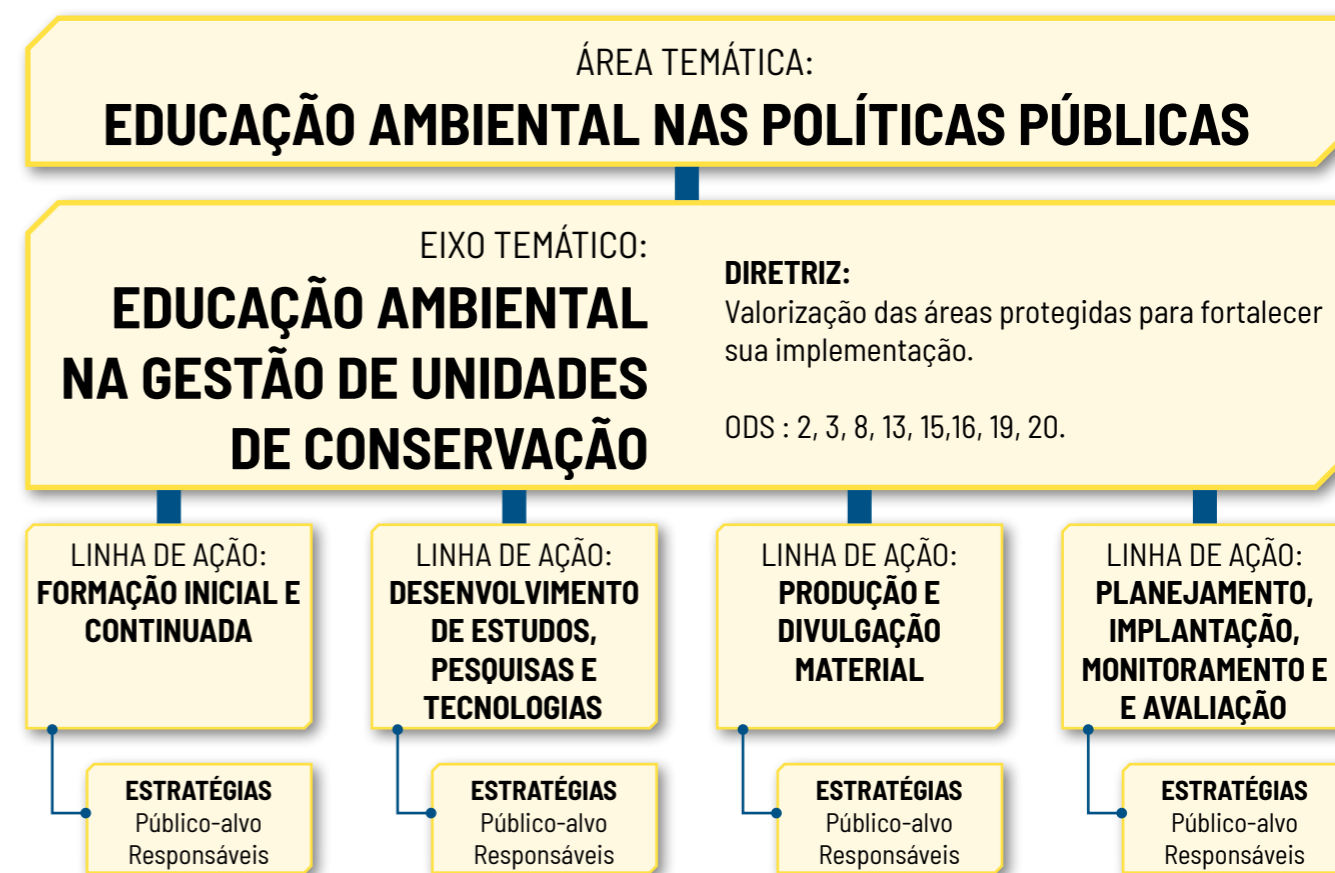 ÁREA TEMÁTICA:
EDUCAÇÃO AMBIENTAL NAS POLÍTICAS PÚBLICAS
EIXO TEMÁTICO:
EDUCAÇÃO AMBIENTAL
NA GESTÃO DE UNIDADES
DE CONSERVAÇÃO
DIRETRIZ:
Valorização das áreas protegidas para fortalecer
sua implementação.
ODS : 2, 3, 8, 13, 15,16, 19, 20.
LINHA DE AÇÃO:
FORMAÇÃO INICIAL E
CONTINUADA
ESTRATÉGIAS
Público-alvo
Responsáveis
LINHA DE AÇÃO:
DESENVOLVIMENTO
DE ESTUDOS,
PESQUISAS E
TECNOLOGIAS
ESTRATÉGIAS
Público-alvo
Responsáveis
LINHA DE AÇÃO:
PRODUÇÃO E
DIVULGAÇÃO
MATERIAL
ESTRATÉGIAS
Público-alvo
Responsáveis
LINHA DE AÇÃO:
PLANEJAMENTO,
IMPLANTAÇÃO,
MONITORAMENTO E
E AVALIAÇÃO
ESTRATÉGIAS
Público-alvo
Responsáveis